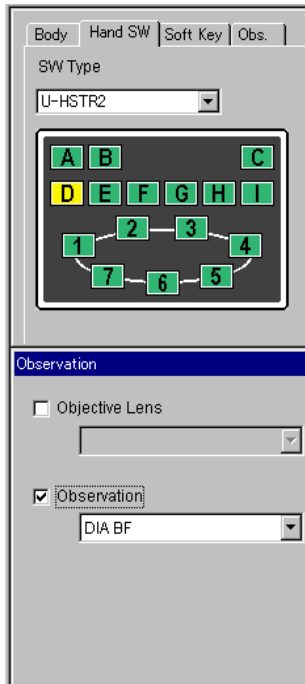 Body Hand SW Soft Key Obs.
SW Type
U-HSTR2
A B C
D E F G H I
2 3
1 4
7 6 5
Observation
Objective Lens
Observation
DIA BF